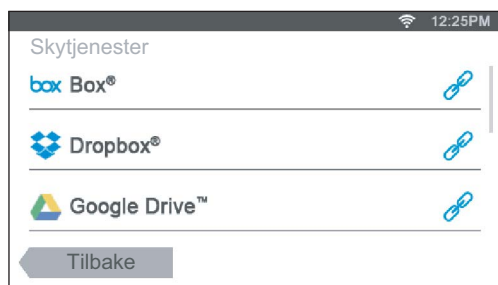 12:25PM
Skytjenester
box Box®
Dropbox®
Google Drive™
Tilbake